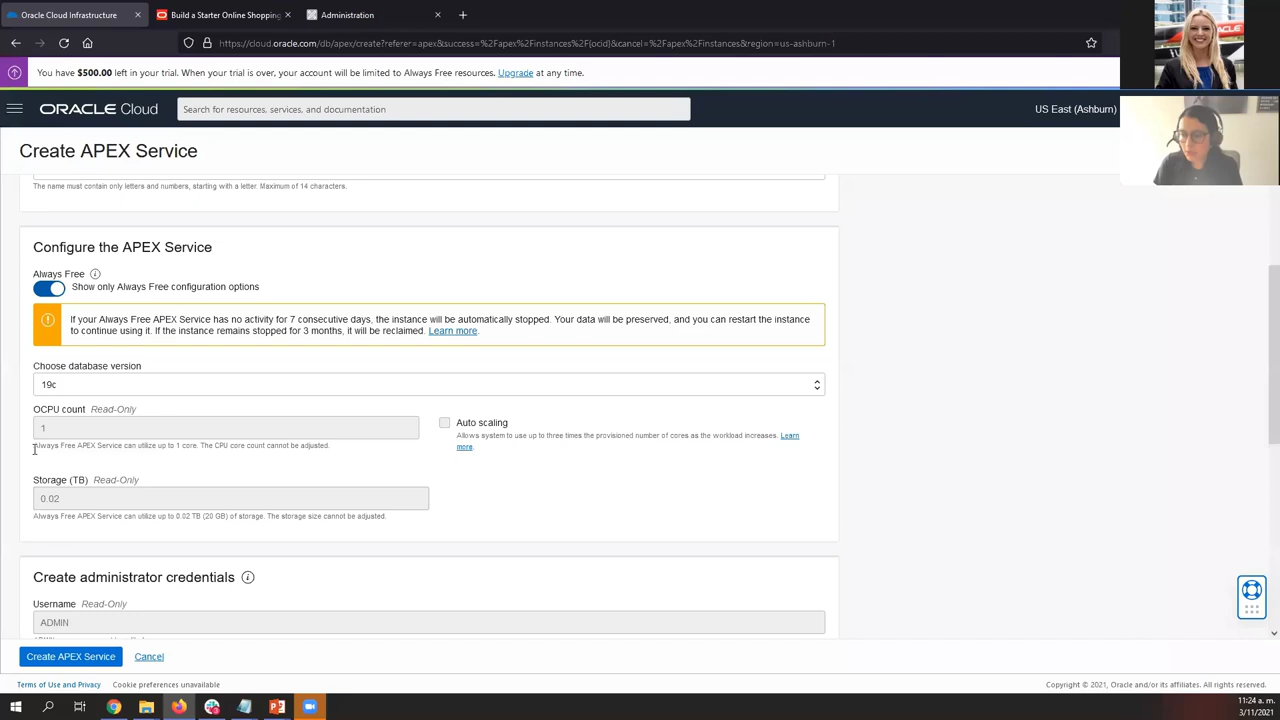 Oracle Cloud Infrastructure
Build a Starter Online Shopping
Administration
https://cloud.oracle.com/db/apex/create?referer=apex&success=%2Fapex%2Finstances%2F{ocid}&cancel=%2Fapex%2Finstances&region=us-ashburn-1
You have $500.00 left in your trial. When your trial is over, your account will be limited to Always Free resources. Upgrade at any time.
ORACLE Cloud
Search for resources, services, and documentation
US East (Ashburn)
Create APEX Service
The name must contain only letters and numbers, starting with a letter. Maximum of 14 characters.
Configure the APEX Service
Always Free
Show only Always Free configuration options
If your Always Free APEX Service has no activity for 7 consecutive days, the instance will be automatically stopped. Your data will be preserved, and you can restart the instance
to continue using it. If the instance remains stopped for 3 months, it will be reclaimed. Learn more.
Choose database version
19c
OCPU count Read-Only
1
Always Free APEX Service can utilize up to 1 core. The CPU core count cannot be adjusted.
Auto scaling
Allows system to use up to three times the provisioned number of cores as the workload increases. Learn
more.
Storage (TB) Read-Only
0.02
Always Free APEX Service can utilize up to 0.02 TB (20 GB) of storage. The storage size cannot be adjusted.
Create administrator credentials
Username Read-Only
ADMIN
Create APEX Service
Cancel
Terms of Use and Privacy
Cookie preferences unavailable
Copyright © 2021, Oracle and/or its affiliates. All rights reserved.
11:24 a. m.
3/11/2021